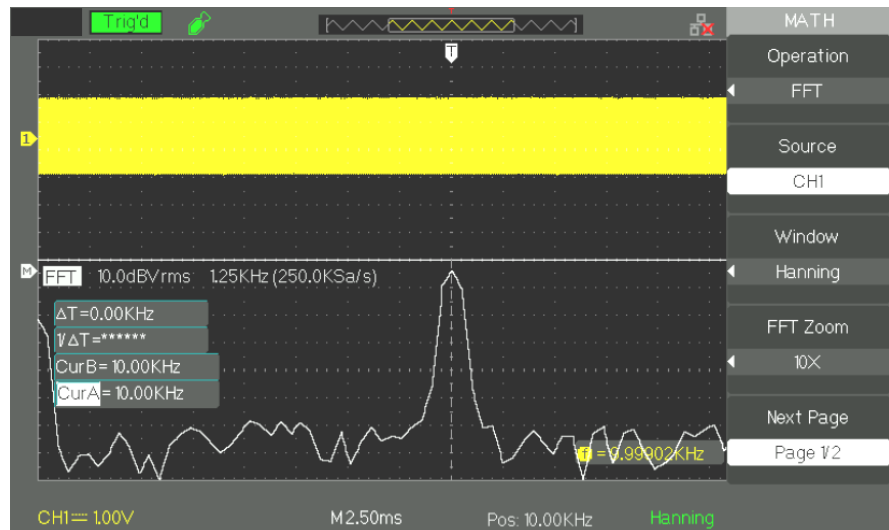 Trig'd
MATH
T
Operation
FFT
1
Source
CH1
Window
Hanning
M
FFT 10.0dBVrms 1.25KHz (250.0KSa/s)
ΔT=0.00KHz
1/ΔT=******
CurB= 10.00KHz
CurA= 10.00KHz
FFT Zoom
10X
Next Page
Page 1/2
f = 9.99902KHz
CH1 1.00V
M 2.50ms
Pos: 10.00KHz
Hanning